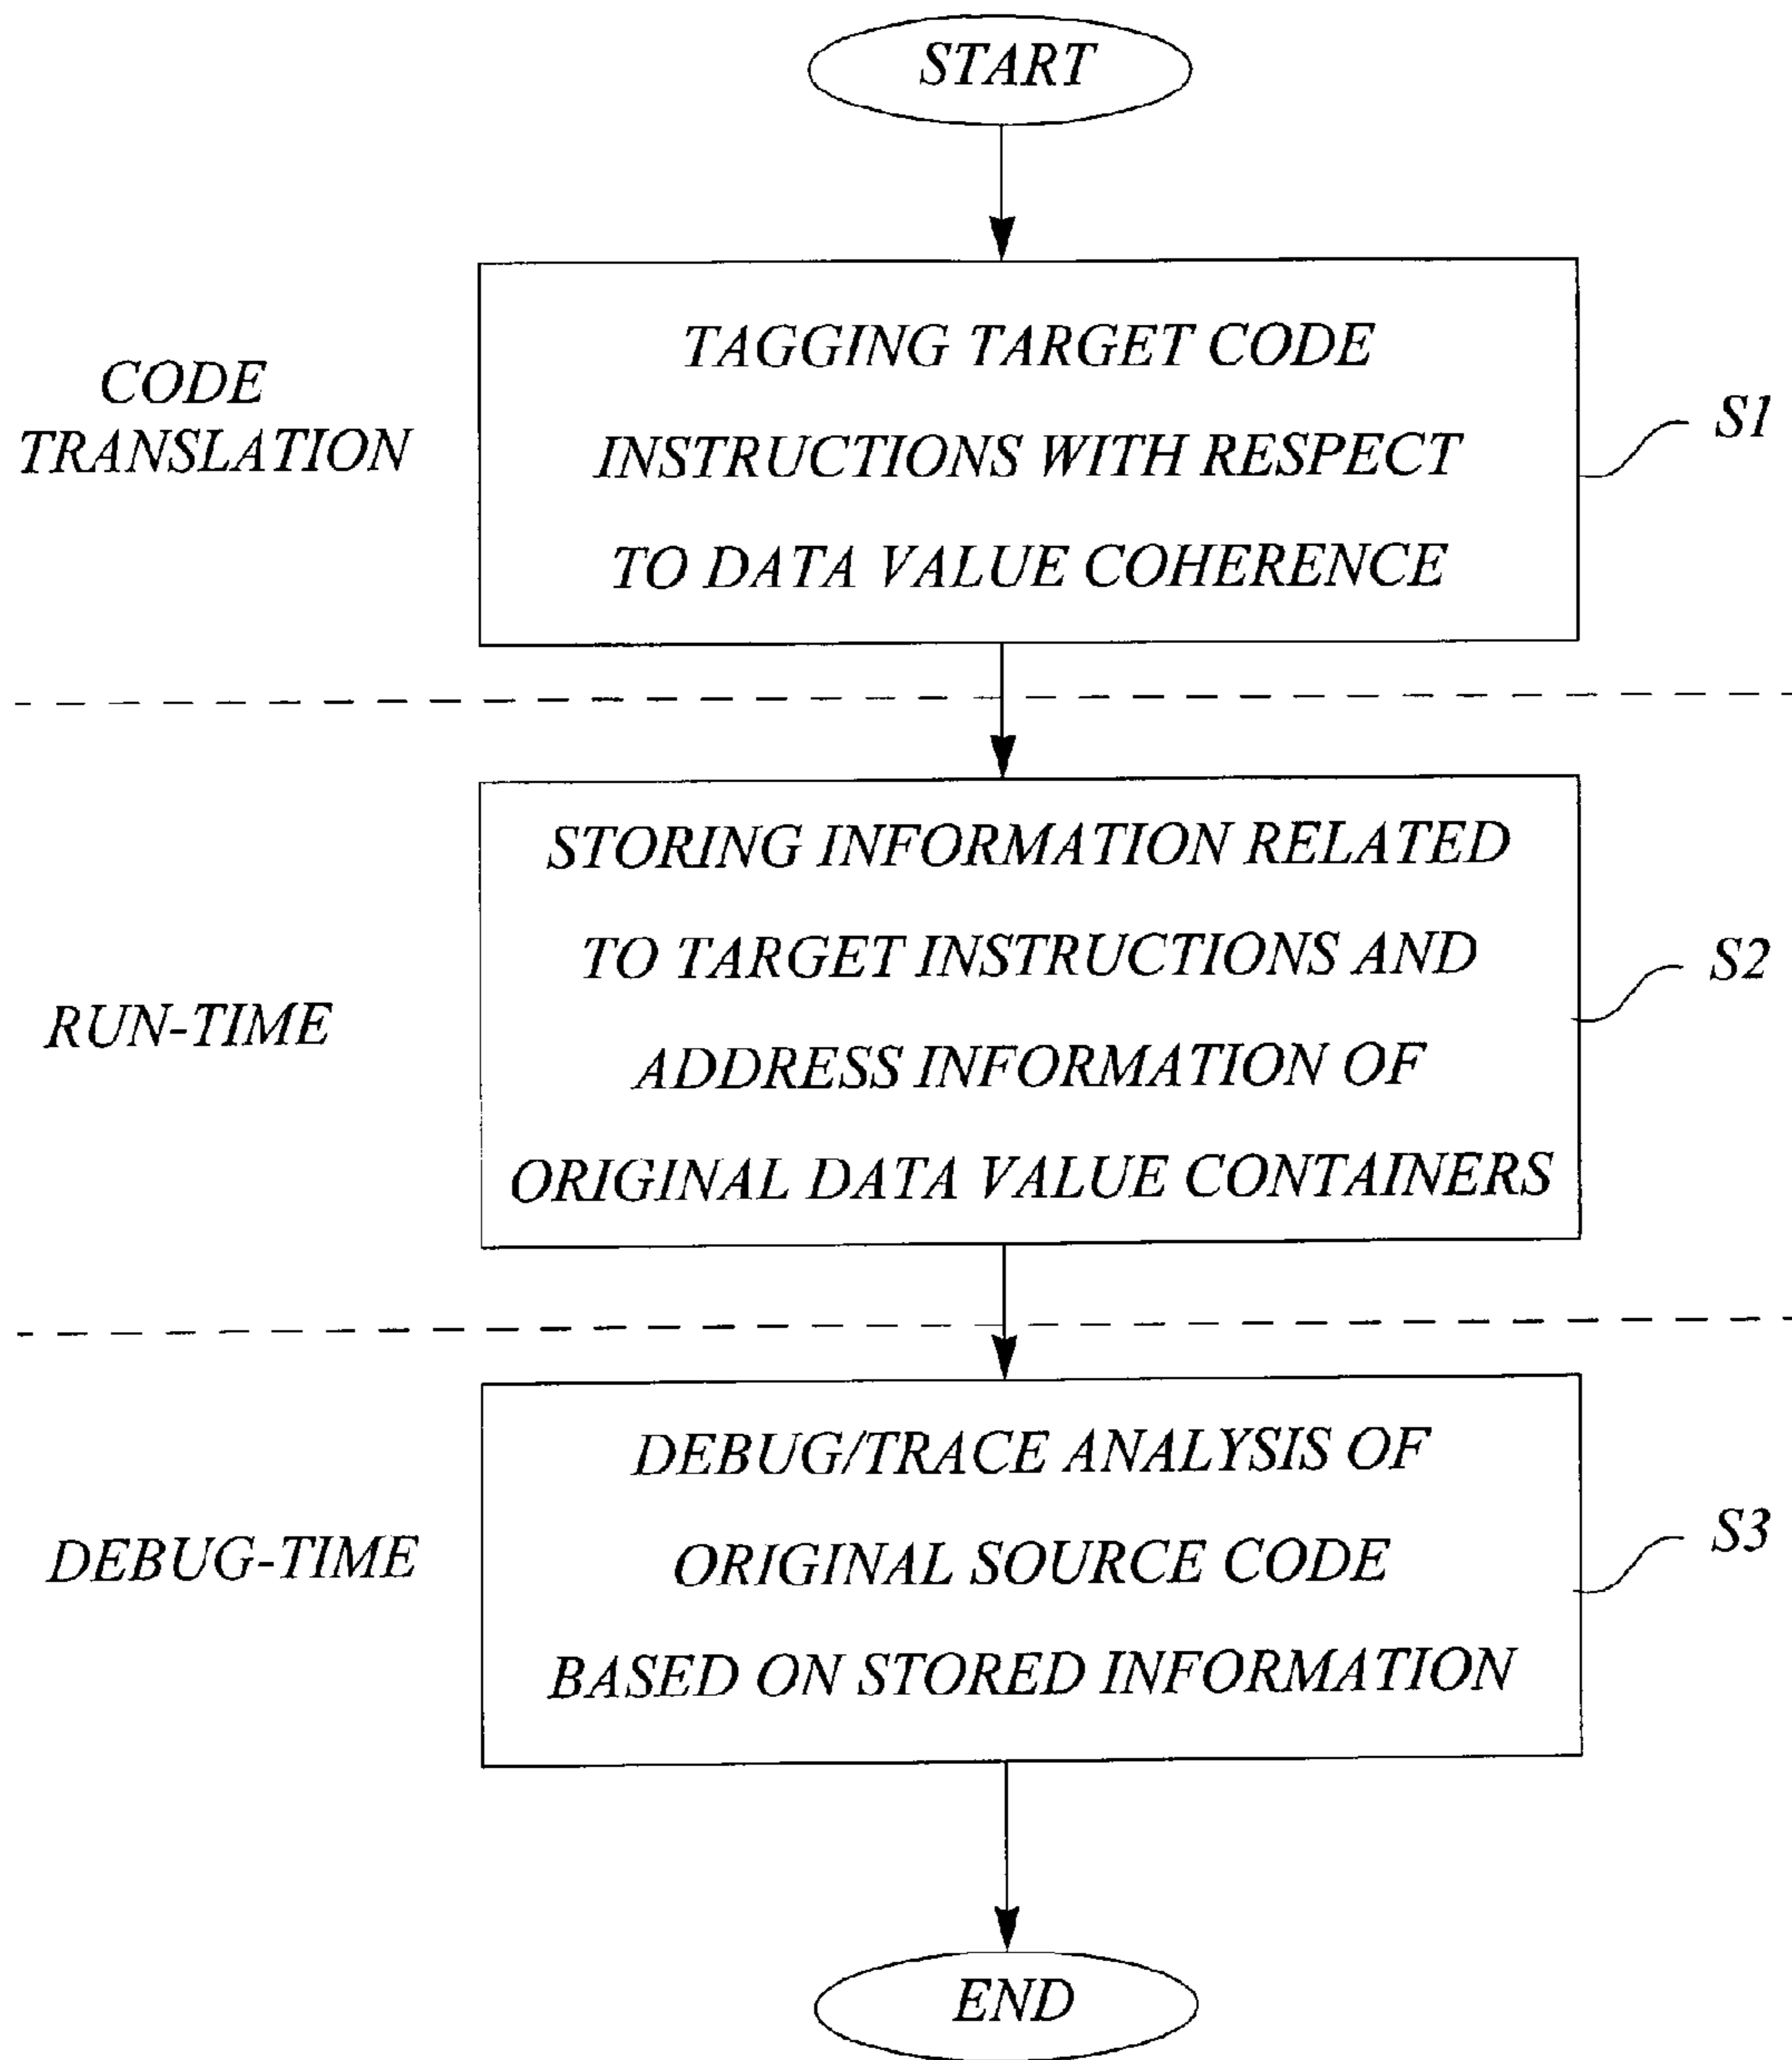 START
CODE
TRANSLATION
TAGGING TARGET CODE
INSTRUCTIONS WITH RESPECT
TO DATA VALUE COHERENCE
S1
RUN-TIME
STORING INFORMATION RELATED
TO TARGET INSTRUCTIONS AND
ADDRESS INFORMATION OF
ORIGINAL DATA VALUE CONTAINERS
S2
DEBUG-TIME
DEBUG/TRACE ANALYSIS OF
ORIGINAL SOURCE CODE
BASED ON STORED INFORMATION
S3
END